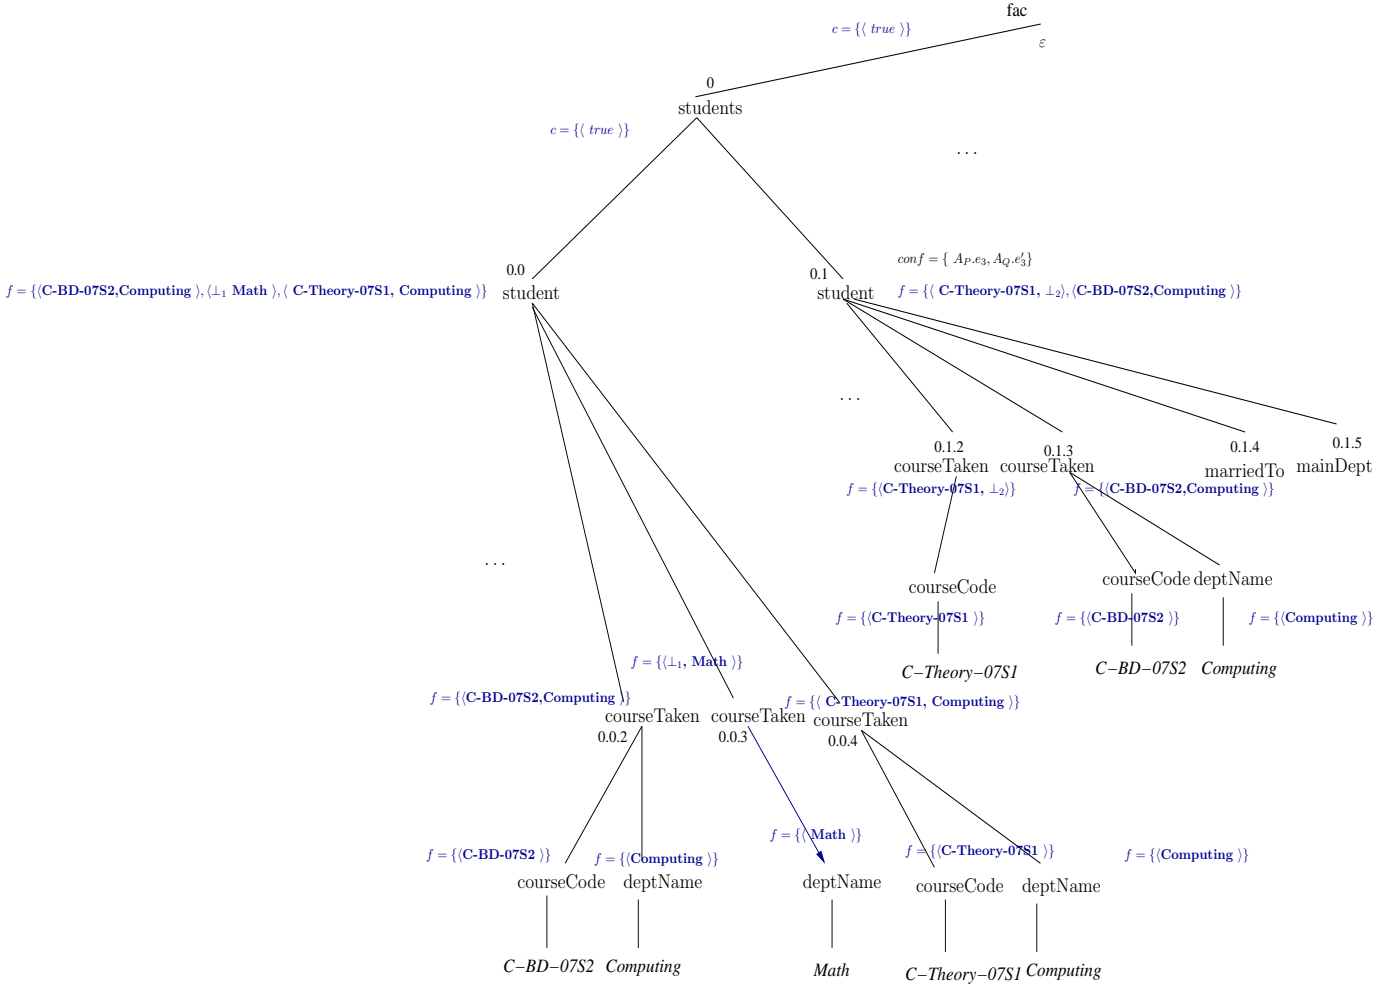 fac
c = {⟨ true ⟩}
ε
0
students
c = {⟨ true ⟩}
. . .
conf = { A_P.e_3, A_Q.e′_3}
0.0
0.1
f = {⟨C-BD-07S2,Computing ⟩,⟨⊥_1 Math ⟩,⟨ C-Theory-07S1, Computing ⟩}
student
student
f = {⟨ C-Theory-07S1, ⊥_2⟩,⟨C-BD-07S2,Computing ⟩}
. . .
0.1.2
0.1.3
0.1.4
0.1.5
courseTaken
courseTaken
marriedTo
mainDept
f = {⟨C-Theory-07S1, ⊥_2⟩}
f = {⟨C-BD-07S2,Computing ⟩}
. . .
courseCode
courseCode
deptName
f = {⟨C-Theory-07S1 ⟩}
f = {⟨C-BD-07S2 ⟩}
f = {⟨Computing ⟩}
C−Theory−07S1
C−BD−07S2
Computing
f = {⟨⊥_1, Math ⟩}
f = {⟨C-BD-07S2,Computing ⟩}
f = {⟨ C-Theory-07S1, Computing ⟩}
courseTaken
courseTaken
courseTaken
0.0.2
0.0.3
0.0.4
f = {⟨ Math ⟩}
f = {⟨C-BD-07S2 ⟩}
f = {⟨Computing ⟩}
f = {⟨C-Theory-07S1 ⟩}
f = {⟨Computing ⟩}
courseCode
deptName
deptName
courseCode
deptName
C−BD−07S2
Computing
Math
C−Theory−07S1
Computing